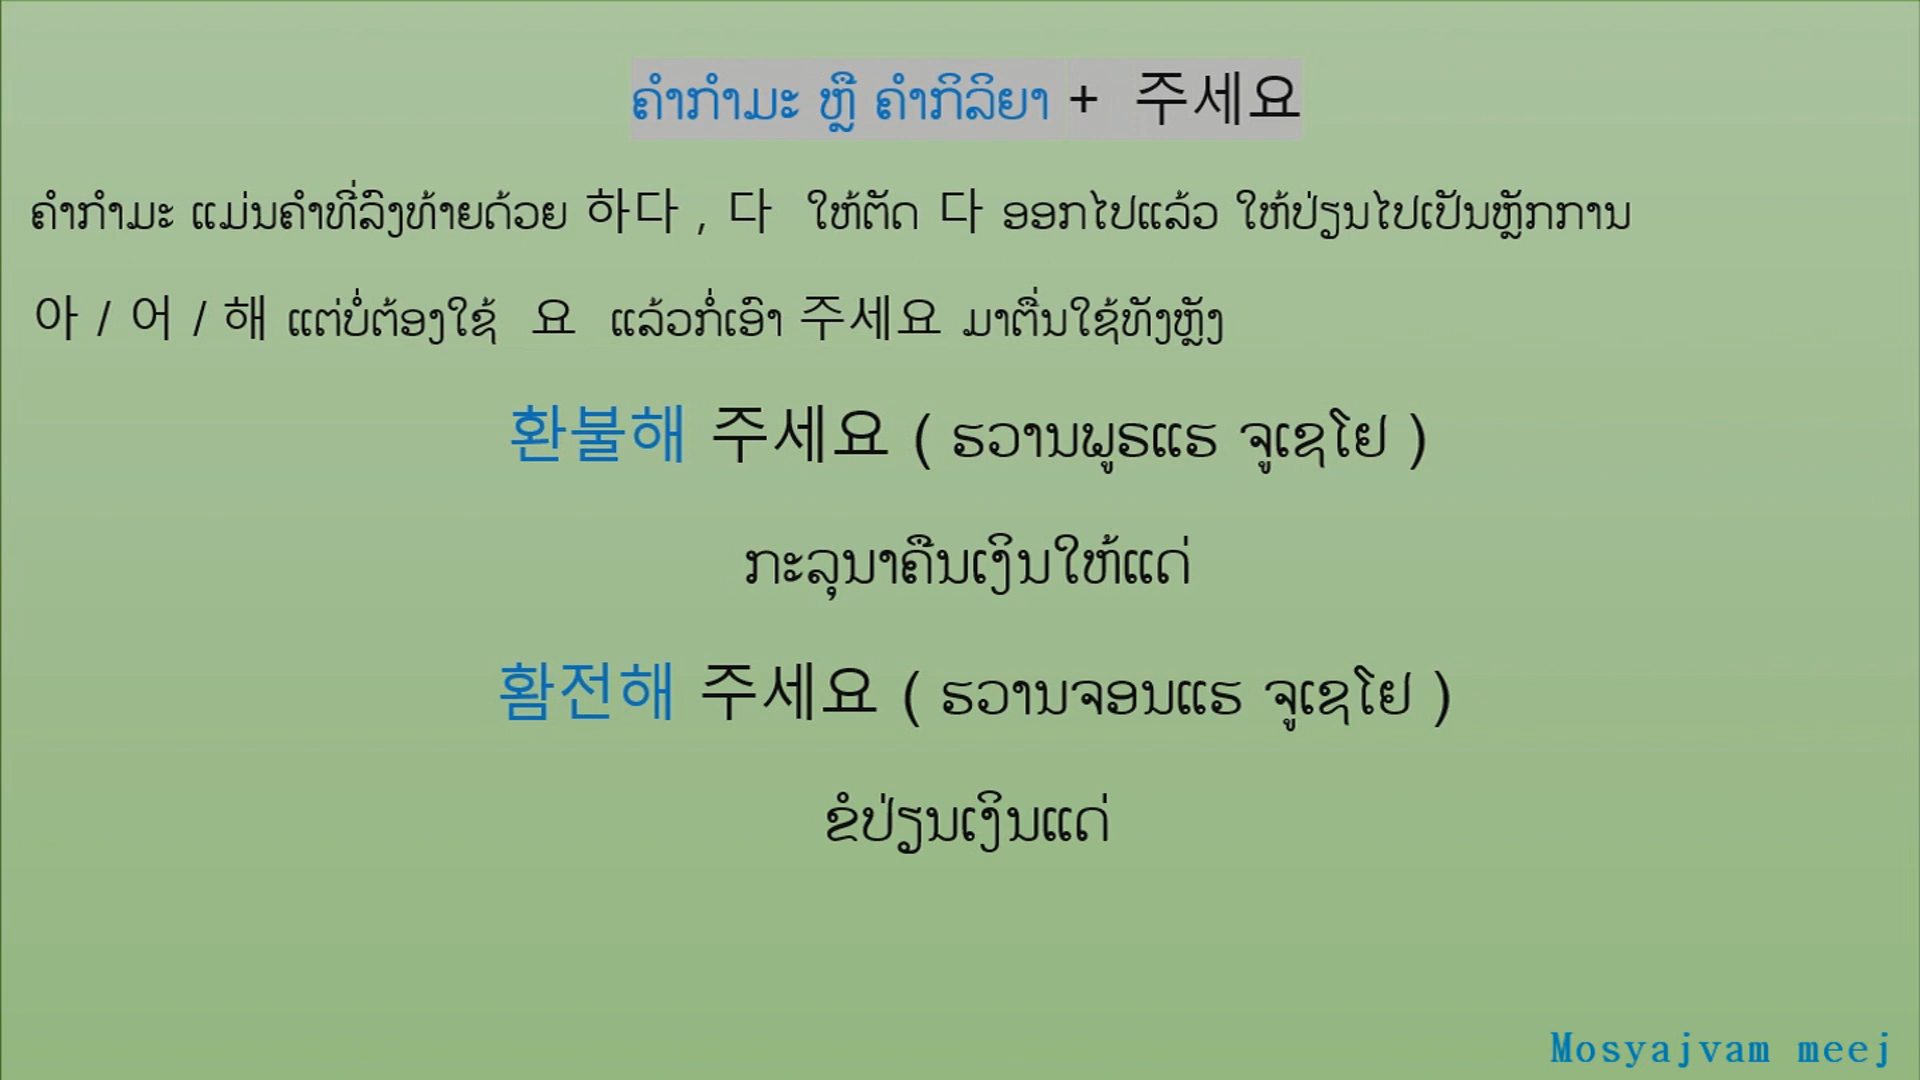 ຄຳກຳມະ ຫຼື ຄຳກິລິຍາ + 주세요
ຄຳກຳມະ ແມ່ນຄຳທີ່ລົງທ້າຍດ້ວຍ 하다 , 다 ໃຫ້ຕັດ 다 ອອກໄປແລ້ວ ໃຫ້ປ່ຽນໄປເປັນຫຼັກການ
아 / 어 / 해 ແຕ່ບໍ່ຕ້ອງໃຊ້ 요 ແລ້ວກໍ່ເອົາ 주세요 ມາຕື່ນໃຊ້ທັງຫຼັງ
환불해 주세요 ( ຮວານພູຣແຮ ຈູເຊໂຢ )
ກະລຸນາຄືນເງິນໃຫ້ແດ່
홤전해 주세요 ( ຮວານຈອນແຮ ຈູເຊໂຢ )
ຂໍປ່ຽນເງິນແດ່
Mosyajvam meej